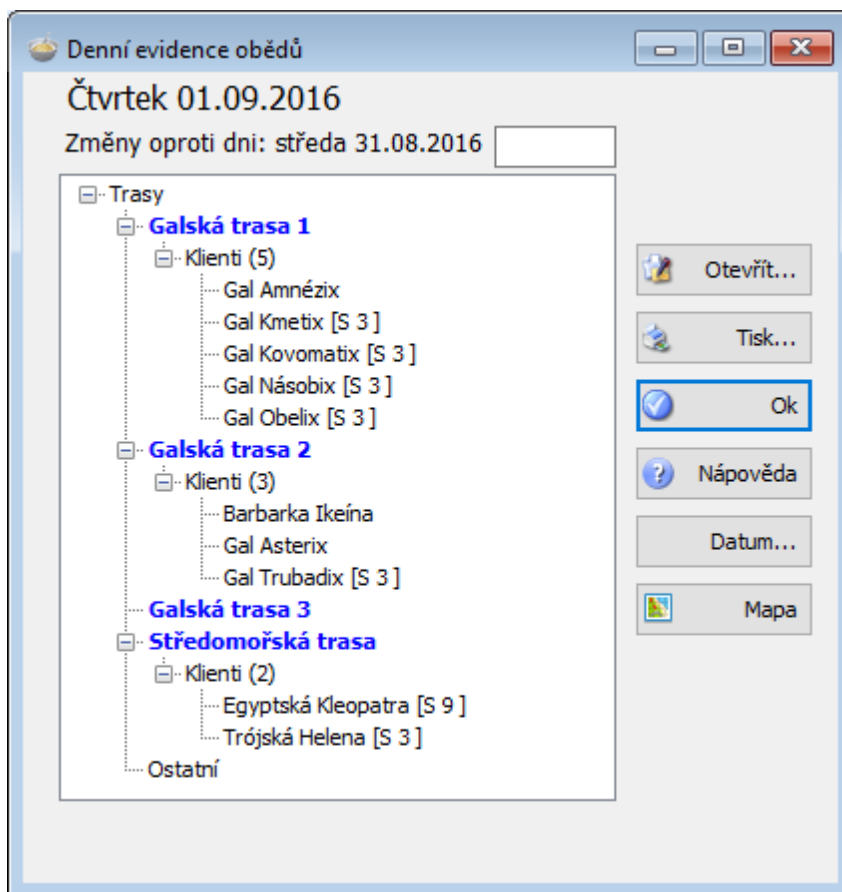 Denní evidence obědů
Čtvrtek 01.09.2016
Změny oproti dni: středa 31.08.2016
Trasy
Galská trasa 1
Klienti (5)
Gal Amnézix
Gal Kmetix [S 3 ]
Gal Kovomatix [S 3 ]
Gal Násobix [S 3 ]
Gal Obelix [S 3 ]
Galská trasa 2
Klienti (3)
Barbarka Ikeína
Gal Asterix
Gal Trubadix [S 3 ]
Galská trasa 3
Středomořská trasa
Klienti (2)
Egyptská Kleopatra [S 9 ]
Trójská Helena [S 3 ]
Ostatní
Otevřít...
Tisk...
Ok
Nápověda
Datum...
Mapa